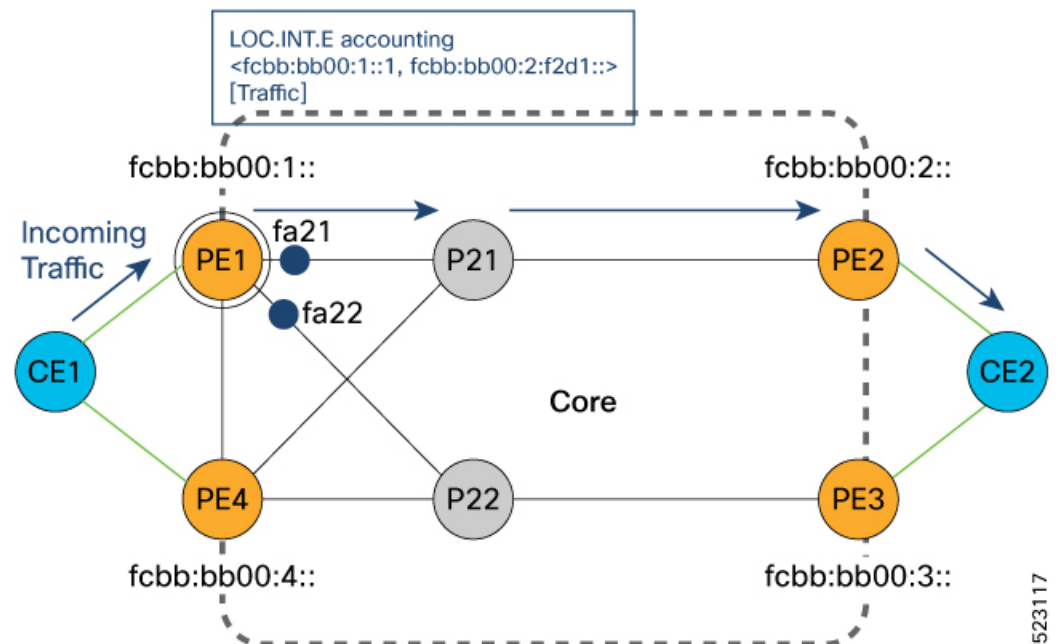 LOC.INT.E accounting
<fcbb:bb00:1::1, fcbb:bb00:2:f2d1::>
[Traffic]
fcbb:bb00:1::
fcbb:bb00:2::
Incoming
Traffic
fa21
PE1
P21
PE2
fa22
CE1
CE2
Core
PE4
P22
PE3
fcbb:bb00:4::
fcbb:bb00:3::
523117